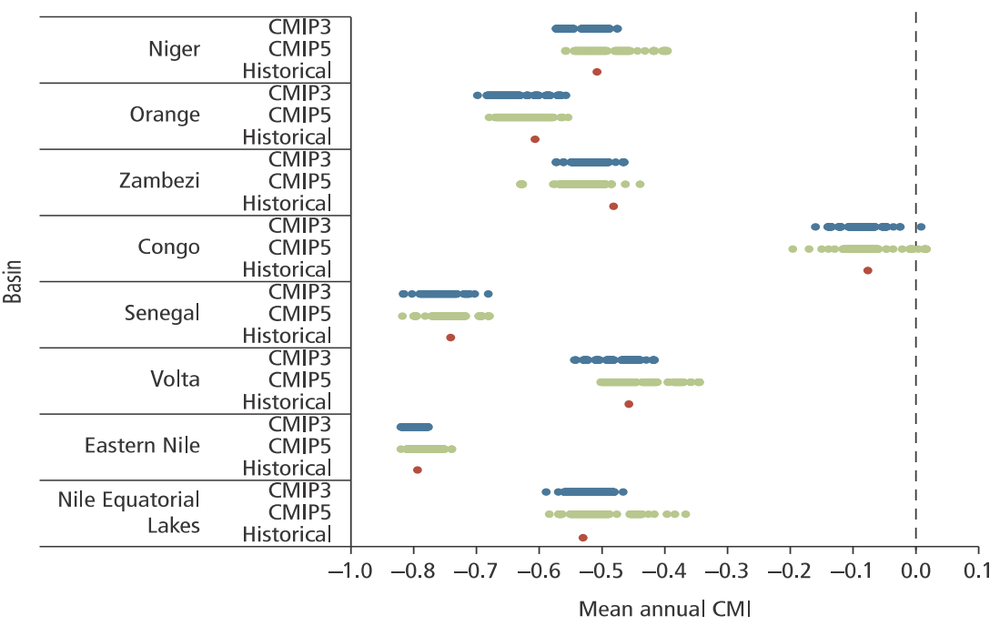 CMIP3
Niger CMIP5
Historical
CMIP3
Orange CMIP5
Historical
CMIP3
Zambezi CMIP5
Historical
CMIP3
Congo CMIP5
Historical
CMIP3
Senegal CMIP5
Historical
CMIP3
Volta CMIP5
Historical
CMIP3
Eastern Nile CMIP5
Historical
CMIP3
Nile Equatorial
Lakes
CMIP5
Historical
Basin
–1.0 –0.8 –0.7 –0.6 –0.5 –0.4 –0.3 –0.2 –0.1 0.0 0.1
Mean annual CMI